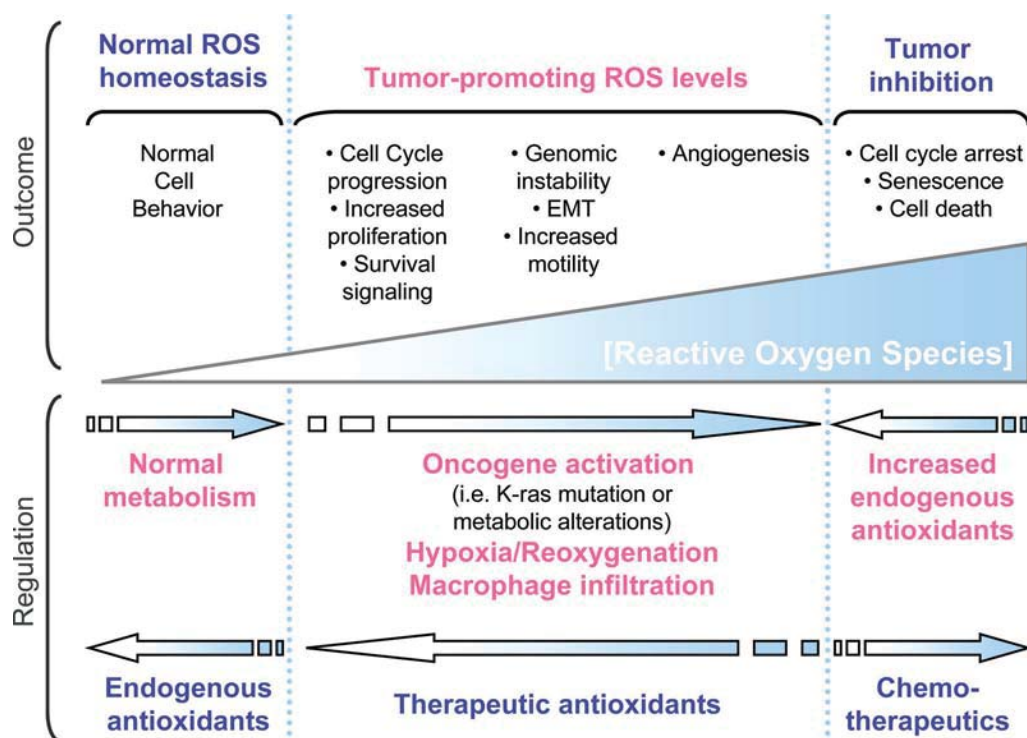 Outcome
Normal ROS
homeostasis
Tumor-promoting ROS levels
Tumor
inhibition
Normal
Cell
Behavior
• Cell Cycle
progression
• Increased
proliferation
• Survival
signaling
• Genomic
instability
• EMT
• Increased
motility
• Angiogenesis
• Cell cycle arrest
• Senescence
• Cell death
[Reactive Oxygen Species]
Regulation
Normal
metabolism
Oncogene activation
(i.e. K-ras mutation or
metabolic alterations)
Hypoxia/Reoxygenation
Macrophage infiltration
Increased
endogenous
antioxidants
Endogenous
antioxidants
Therapeutic antioxidants
Chemo-
therapeutics